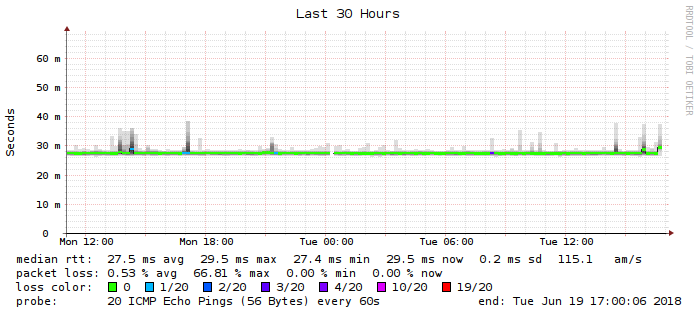 Last 30 Hours
RRDTOOL / TOBI OETIKER
Seconds
60 m
50 m
40 m
30 m
20 m
10 m
0
Mon 12:00 Mon 18:00 Tue 00:00 Tue 06:00 Tue 12:00
median rtt: 27.5 ms avg 29.5 ms max 27.4 ms min 29.5 ms now 0.2 ms sd 115.1 am/s
packet loss: 0.53 % avg 66.81 % max 0.00 % min 0.00 % now
loss color: 0 1/20 2/20 3/20 4/20 10/20 19/20
probe: 20 ICMP Echo Pings (56 Bytes) every 60s end: Tue Jun 19 17:00:06 2018